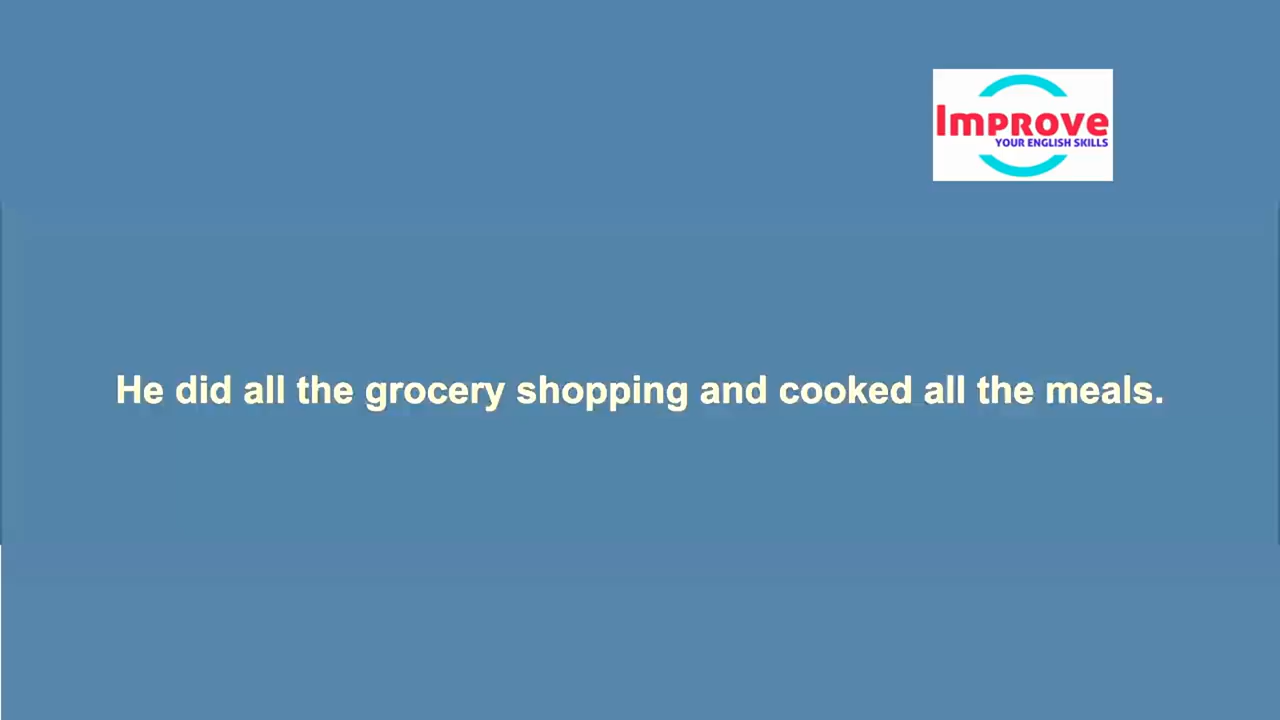 Improve
YOUR ENGLISH SKILLS
He did all the grocery shopping and cooked all the meals.